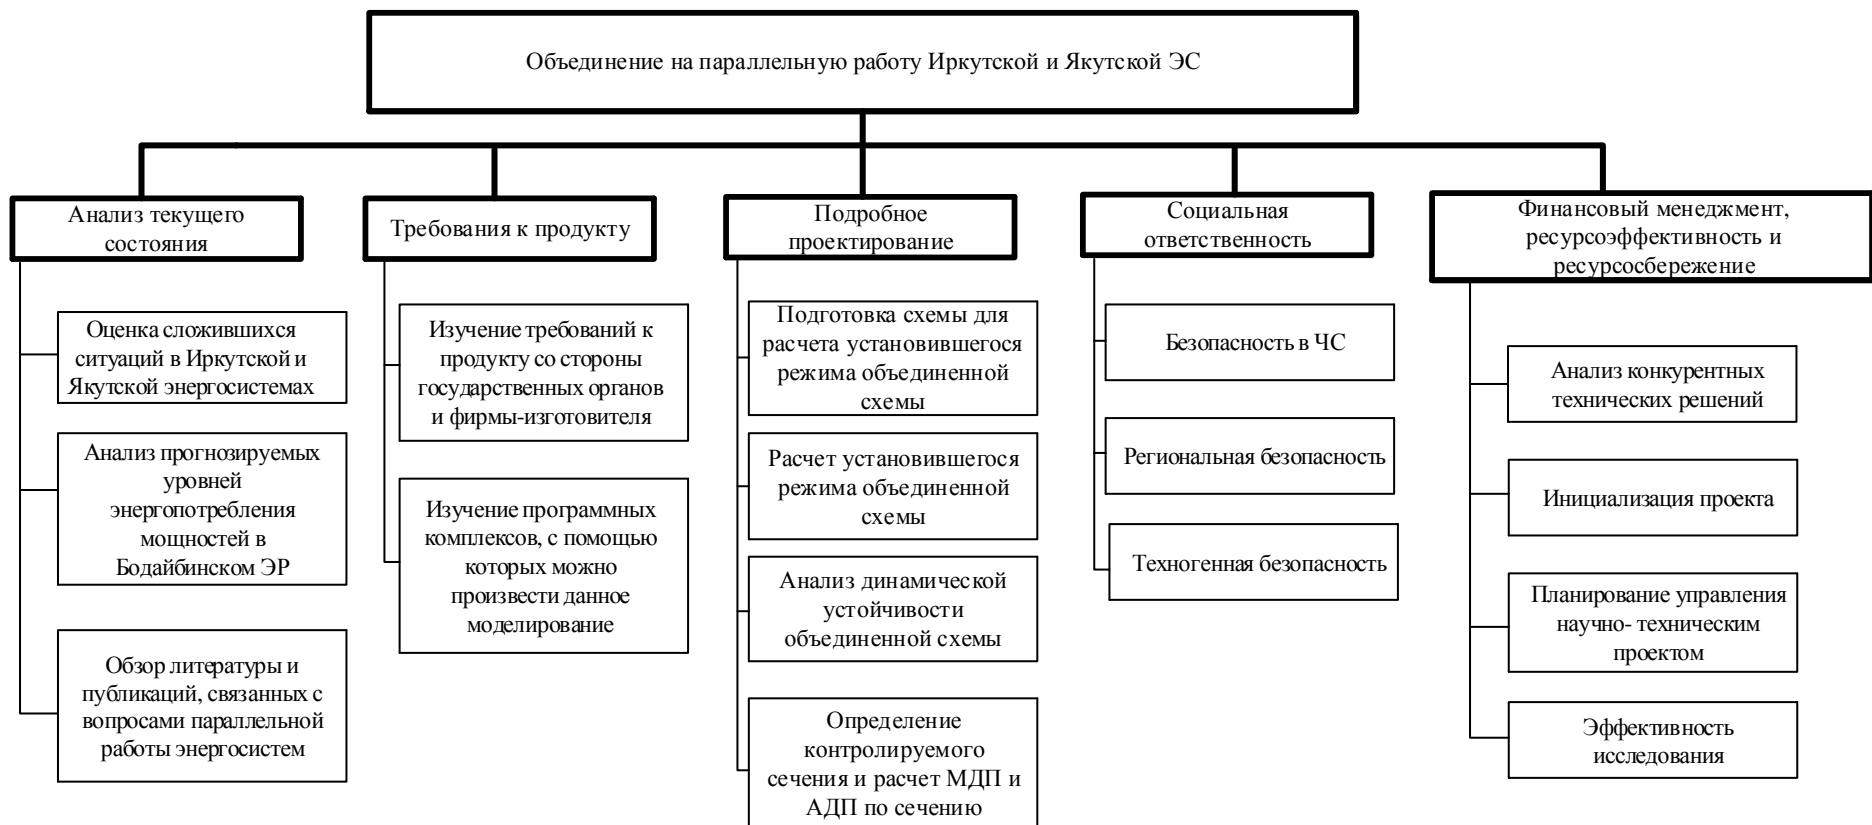 Объединение на параллельную работу Иркутской и Якутской ЭС
Анализ текущего
состояния
Оценка сложившихся
ситуаций в Иркутской и
Якутской энергосистемах
Анализ прогнозируемых
уровней
энергопотребления
мощностей в
Бодайбинском ЭР
Обзор литературы и
публикаций, связанных с
вопросами параллельной
работы энергосистем
Требования к продукту
Изучение требований к
продукту со стороны
государственных органов
и фирмы-изготовителя
Изучение программных
комплексов, с помощью
которых можно
произвести данное
моделирование
Подробное
проектирование
Подготовка схемы для
расчета установившегося
режима объединенной
схемы
Расчет установившегося
режима объединенной
схемы
Анализ динамической
устойчивости
объединенной схемы
Определение
контролируемого
сечения и расчет МДП и
АДП по сечению
Социальная
ответственность
Безопасность в ЧС
Региональная безопасность
Техногенная безопасность
Финансовый менеджмент,
ресурсоэффективность и
ресурсосбережение
Анализ конкурентных
технических решений
Инициализация проекта
Планирование управления
научно- техническим
проектом
Эффективность
исследования